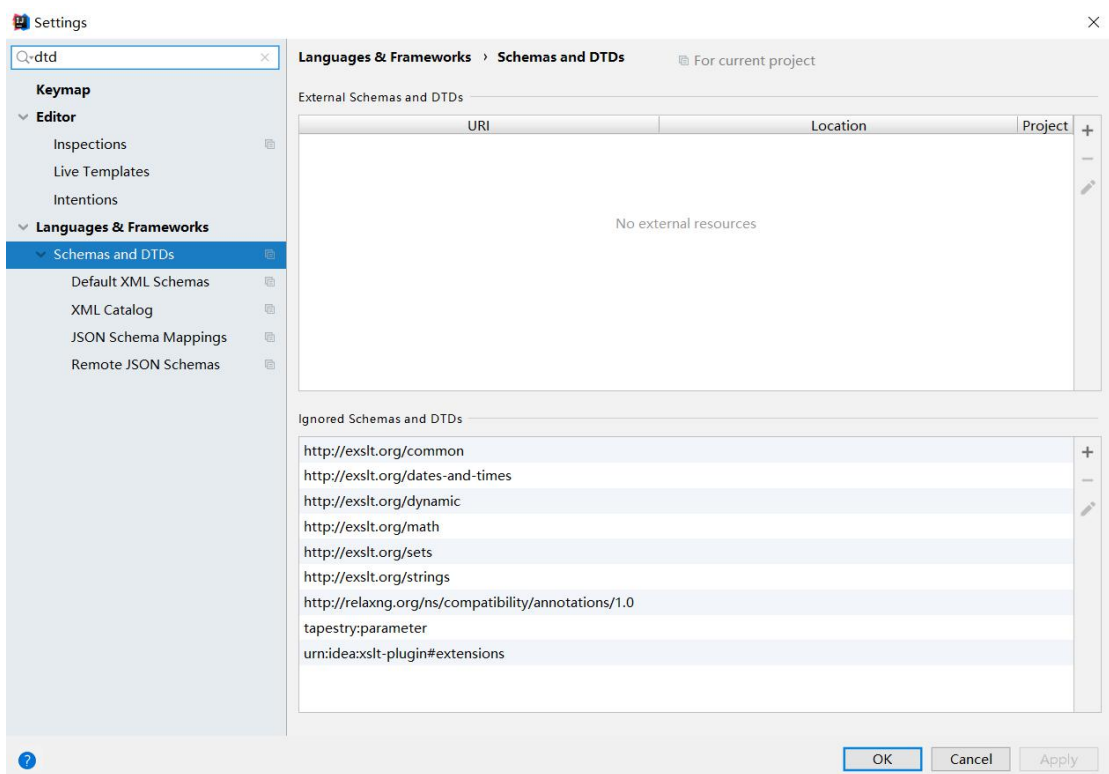 Settings
dtd
Keymap
Editor
Inspections
Live Templates
Intentions
Languages & Frameworks
Schemas and DTDs
Default XML Schemas
XML Catalog
JSON Schema Mappings
Remote JSON Schemas
Languages & Frameworks › Schemas and DTDs For current project
External Schemas and DTDs
URI Location Project
No external resources
Ignored Schemas and DTDs
http://exslt.org/common
http://exslt.org/dates-and-times
http://exslt.org/dynamic
http://exslt.org/math
http://exslt.org/sets
http://exslt.org/strings
http://relaxng.org/ns/compatibility/annotations/1.0
tapestry:parameter
urn:idea:xslt-plugin#extensions
? OK Cancel Apply